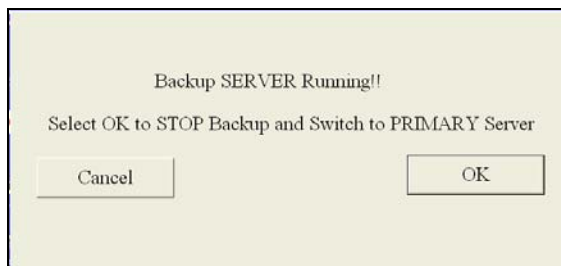 Backup SERVER Running!!
Select OK to STOP Backup and Switch to PRIMARY Server
Cancel OK